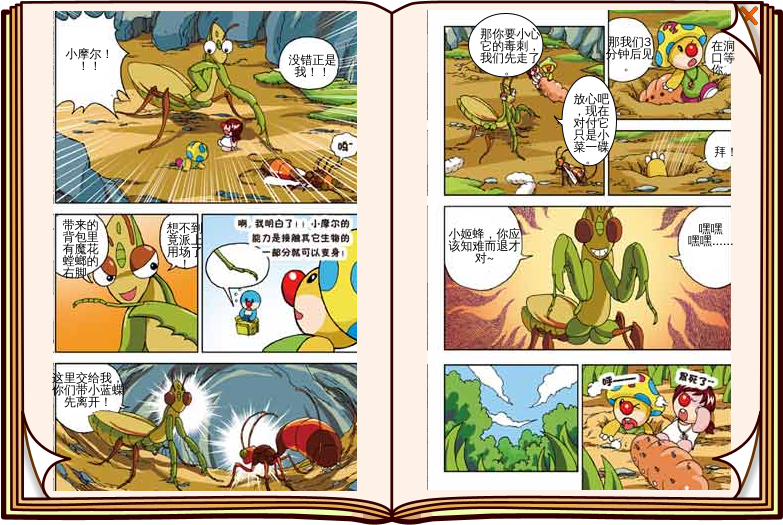 小摩尔！
！！
没错正是
我！！
呜~
带来的
背包里
有魔花
螳螂的
右脚
想不到
竟派上
用场了
！
啊，我明白了!！小摩尔的
能力是接触其它生物的
一部分就可以变身！
这里交给我，
你们带小蓝蝶
先离开！
那你要小心
它的毒刺，
我们先走了
。
放心吧
，现在
对付它
只是小
菜一碟
。
那我们3
分钟后见
。
在洞
口等
你。
拜！
小姬蜂，你应
该知难而退才
对~
嘿嘿
嘿嘿……
呼——
累死了~